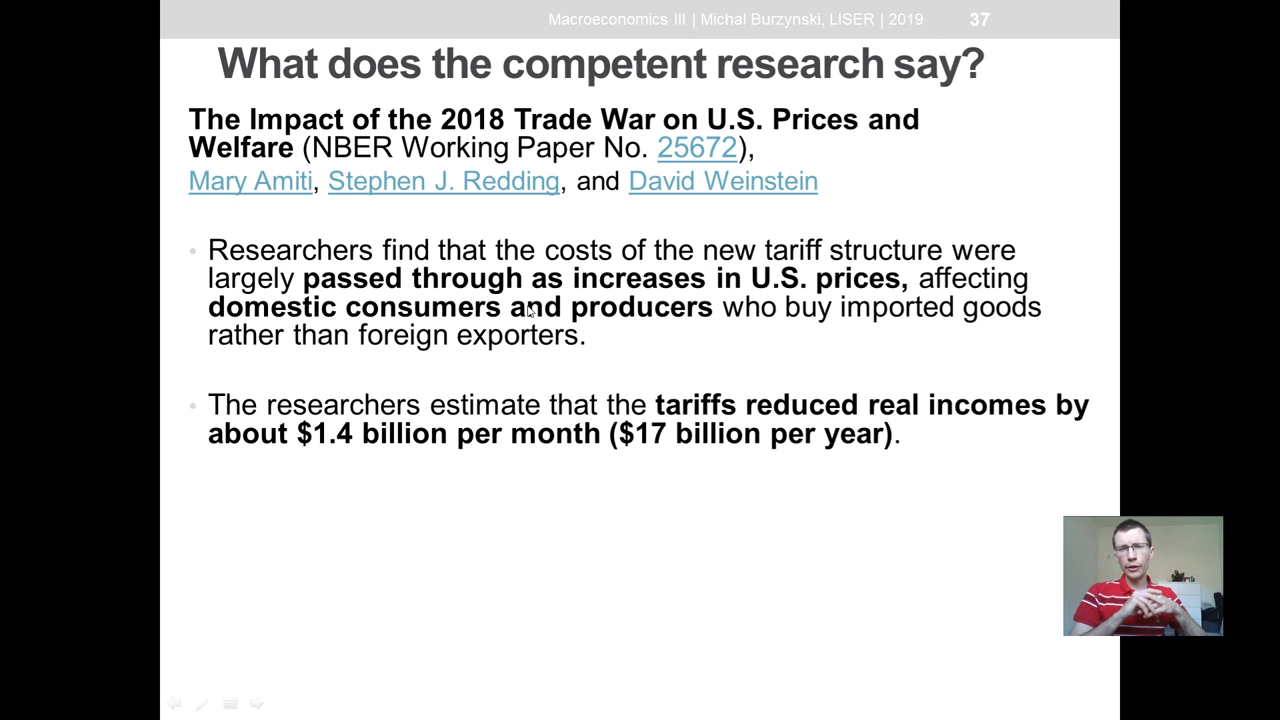 Macroeconomics III | Michal Burzynski, LISER | 2019 37
What does the competent research say?
The Impact of the 2018 Trade War on U.S. Prices and
Welfare (NBER Working Paper No. 25672),
Mary Amiti, Stephen J. Redding, and David Weinstein
• Researchers find that the costs of the new tariff structure were
largely passed through as increases in U.S. prices, affecting
domestic consumers and producers who buy imported goods
rather than foreign exporters.
• The researchers estimate that the tariffs reduced real incomes by
about $1.4 billion per month ($17 billion per year).